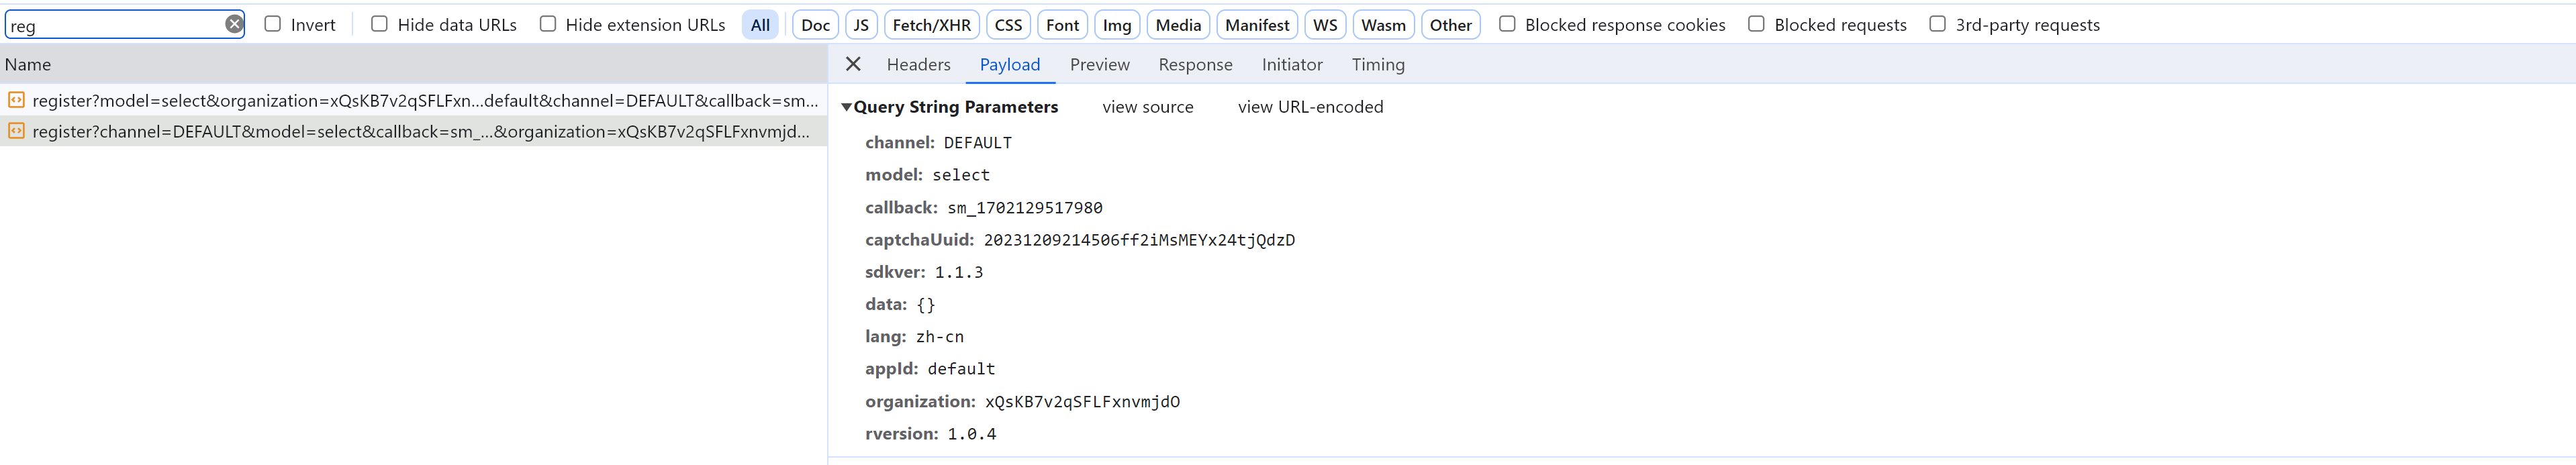 reg Invert Hide data URLs Hide extension URLs All Doc JS Fetch/XHR CSS Font Img Media Manifest WS Wasm Other Blocked response cookies Blocked requests 3rd-party requests
Name
Headers Payload Preview Response Initiator Timing
register?model=select&organization=xQsKB7v2qSFLFxn...default&channel=DEFAULT&callback=sm...
register?channel=DEFAULT&model=select&callback=sm_...&organization=xQsKB7v2qSFLFxnvmjd...
Query String Parameters view source view URL-encoded
channel: DEFAULT
model: select
callback: sm_1702129517980
captchaUuid: 20231209214506ff2iMsMEYx24tjQdzD
sdkver: 1.1.3
data: {}
lang: zh-cn
appId: default
organization: xQsKB7v2qSFLFxnvmjdO
rversion: 1.0.4